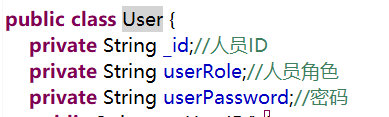 public class User {
private String _id;//人员ID
private String userRole;//人员角色
private String userPassword;//密码